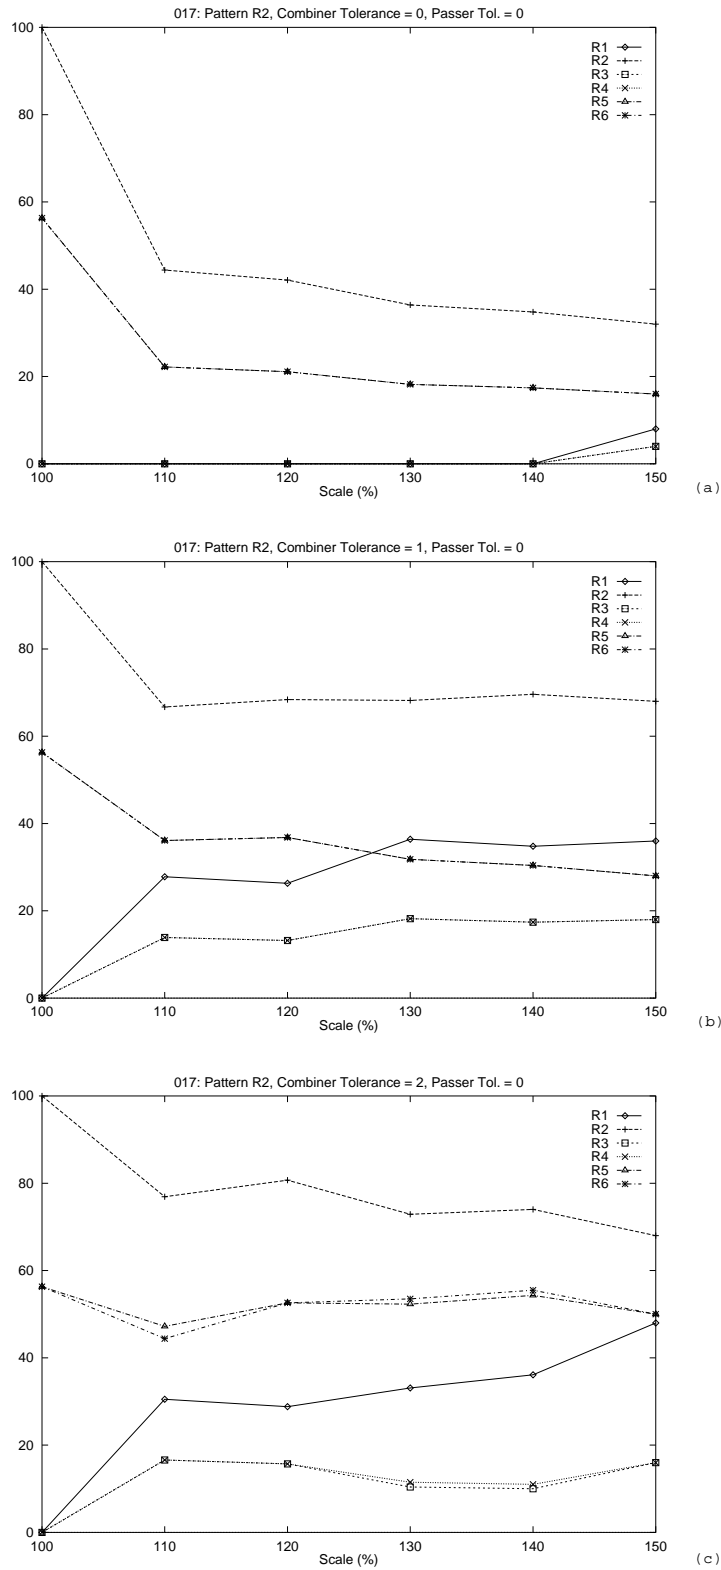 017: Pattern R2, Combiner Tolerance = 0, Passer Tol. = 0
100
R1
R2
R3
R4
R5
R6
80
60
40
20
0
100 110 120 130 140 150
Scale (%)
(a)
017: Pattern R2, Combiner Tolerance = 1, Passer Tol. = 0
100
R1
R2
R3
R4
R5
R6
80
60
40
20
0
100 110 120 130 140 150
Scale (%)
(b)
017: Pattern R2, Combiner Tolerance = 2, Passer Tol. = 0
100
R1
R2
R3
R4
R5
R6
80
60
40
20
0
100 110 120 130 140 150
Scale (%)
(c)